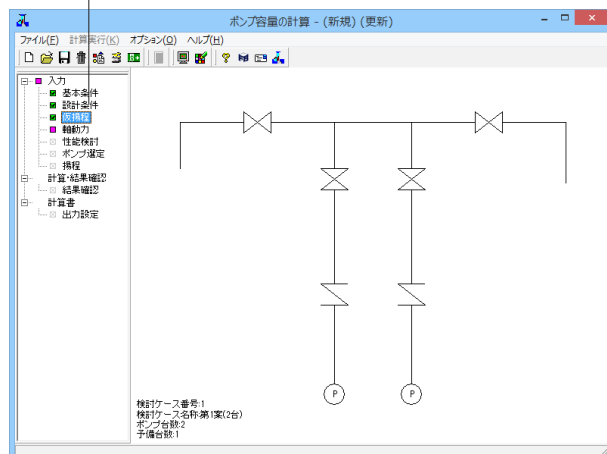 ポンプ容量の計算 - (新規) (更新)
ファイル(F) 計算実行(K) オプション(O) ヘルプ(H)
入力
基本条件
設計条件
仮揚程
軸動力
性能検討
ポンプ選定
揚程
計算・結果確認
結果確認
計算書
出力設定
P P
検討ケース番号:1
検討ケース名称:第1案(2台)
ポンプ台数:2
予備台数:1